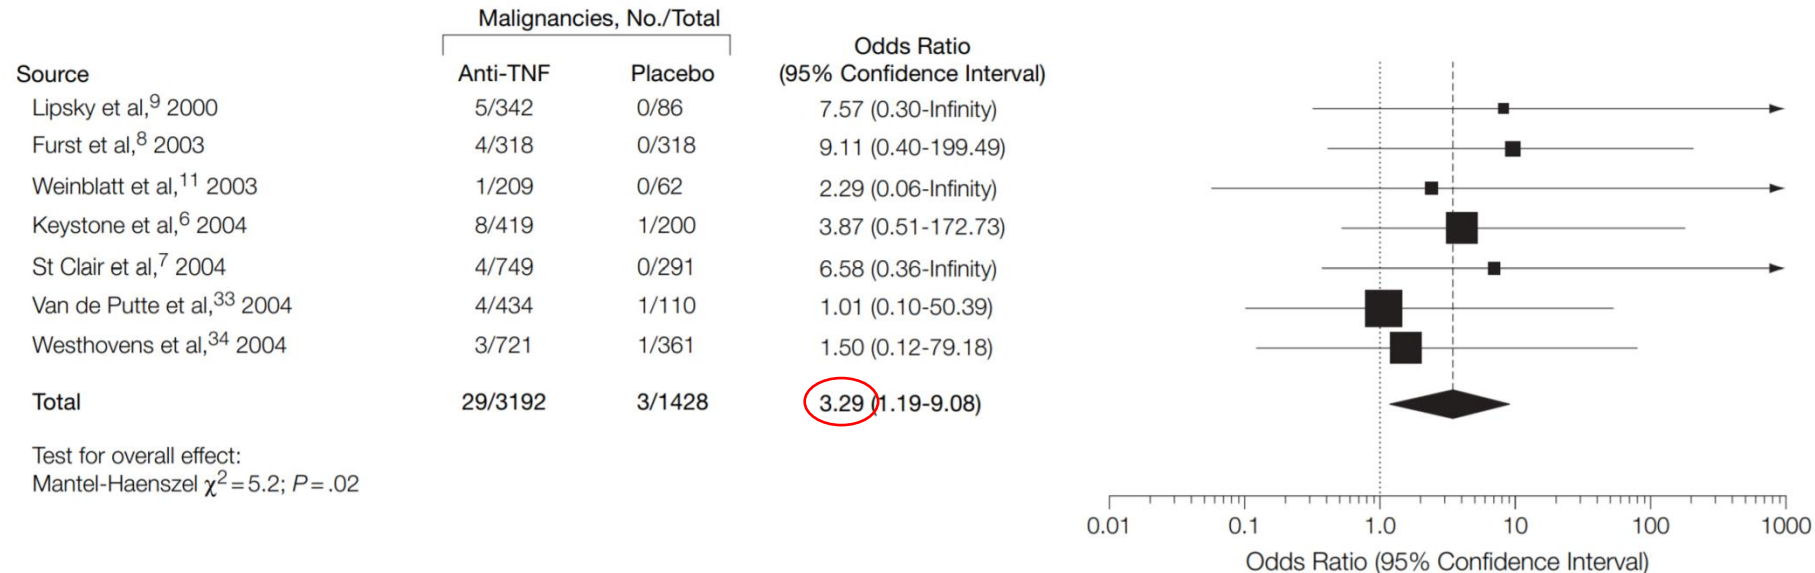 Malignancies, No./Total
Odds Ratio
Source Anti-TNF Placebo (95% Confidence Interval)
Lipsky et al,9 2000 5/342 0/86 7.57 (0.30-Infinity)
Furst et al,8 2003 4/318 0/318 9.11 (0.40-199.49)
Weinblatt et al,11 2003 1/209 0/62 2.29 (0.06-Infinity)
Keystone et al,6 2004 8/419 1/200 3.87 (0.51-172.73)
St Clair et al,7 2004 4/749 0/291 6.58 (0.36-Infinity)
Van de Putte et al,33 2004 4/434 1/110 1.01 (0.10-50.39)
Westhovens et al,34 2004 3/721 1/361 1.50 (0.12-79.18)
Total 29/3192 3/1428 3.29 (1.19-9.08)
Test for overall effect:
Mantel-Haenszel χ2=5.2; P=.02
0.01 0.1 1.0 10 100 1000
Odds Ratio (95% Confidence Interval)